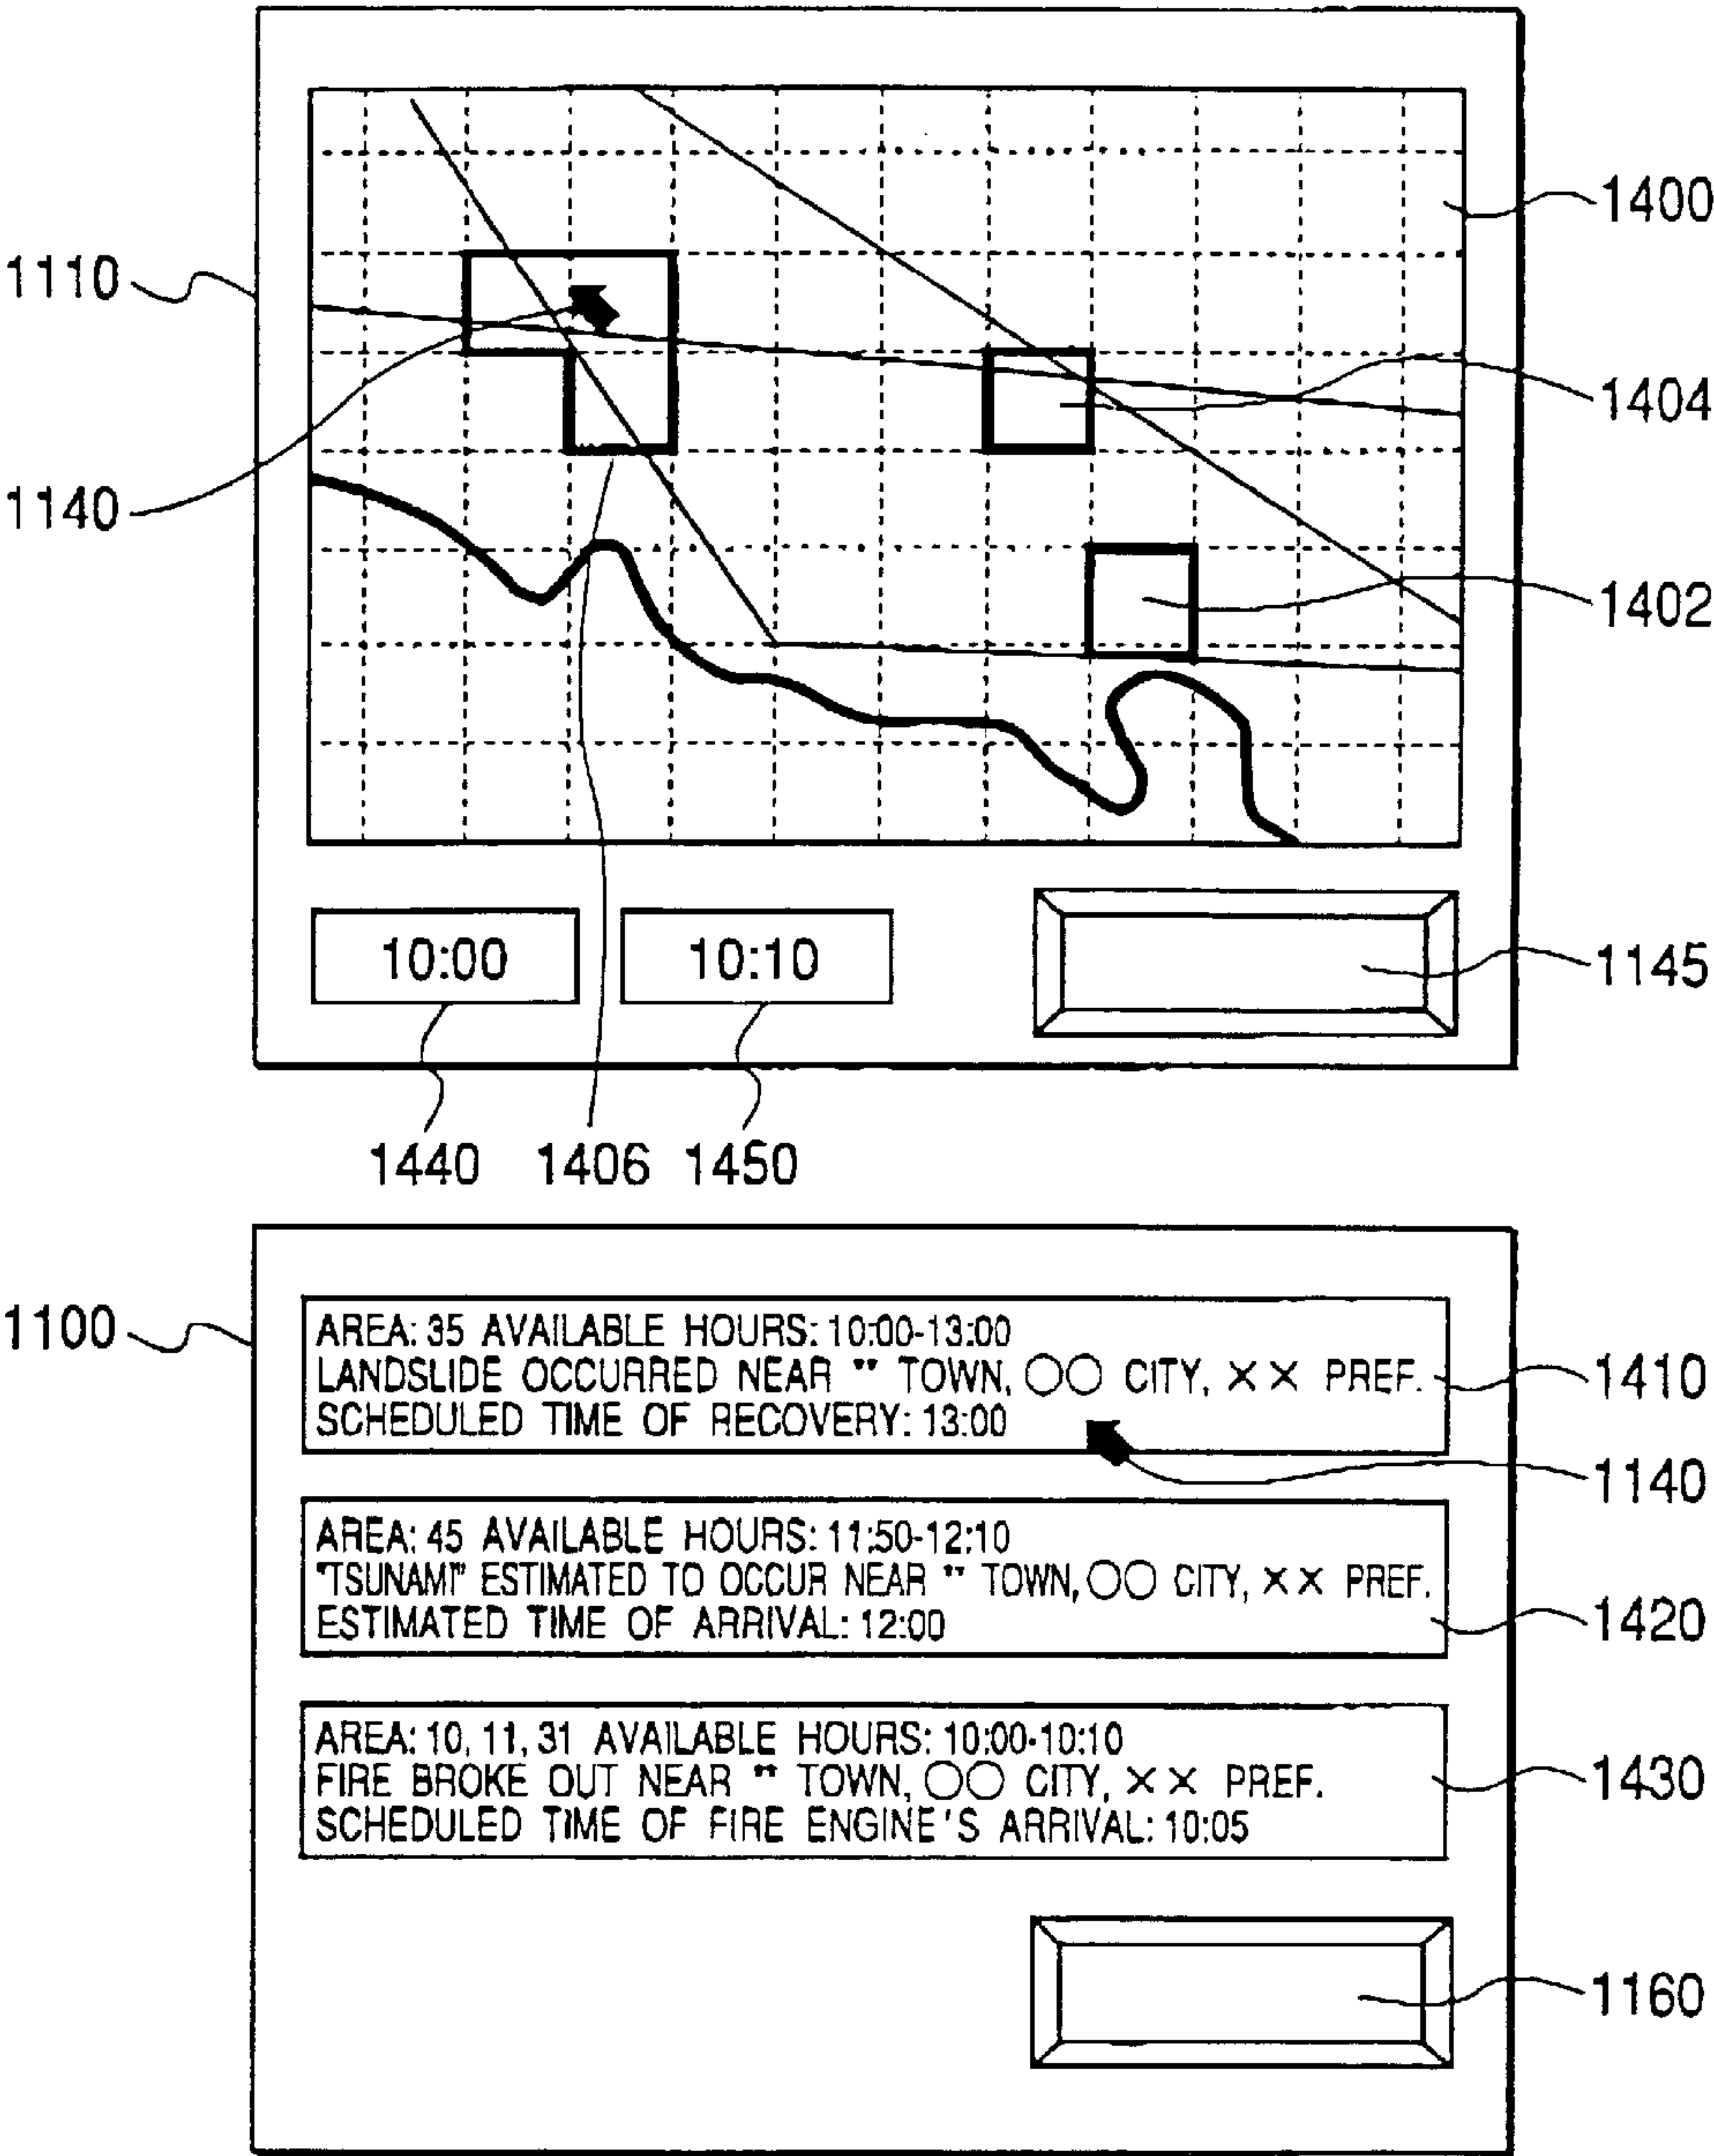 1400
1110
1404
1140
1402
10:00
10:10
1145
1440
1406
1450
1100
AREA: 35 AVAILABLE HOURS: 10:00-13:00
LANDSLIDE OCCURRED NEAR ** TOWN, ○○ CITY, ×× PREF.
SCHEDULED TIME OF RECOVERY: 13:00
1410
1140
AREA: 45 AVAILABLE HOURS: 11:50-12:10
"TSUNAMI" ESTIMATED TO OCCUR NEAR ** TOWN, ○○ CITY, ×× PREF.
ESTIMATED TIME OF ARRIVAL: 12:00
1420
AREA: 10, 11, 31 AVAILABLE HOURS: 10:00-10:10
FIRE BROKE OUT NEAR ** TOWN, ○○ CITY, ×× PREF.
SCHEDULED TIME OF FIRE ENGINE'S ARRIVAL: 10:05
1430
1160